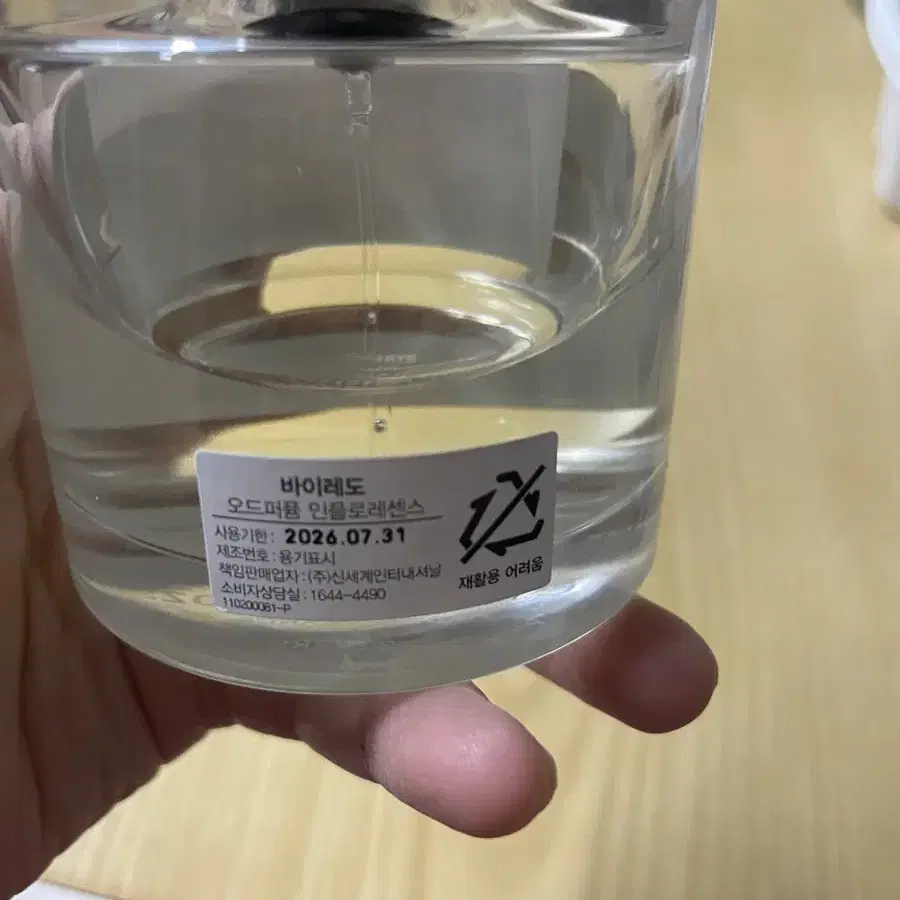 바이레도
오드퍼퓸 인플로레센스
사용기한: 2026.07.31
제조번호 : 용기표시
책임판매업자 : (주)신세계인터내셔날
소비자상담실 : 1644-4490
110200081-P
재활용 어려움